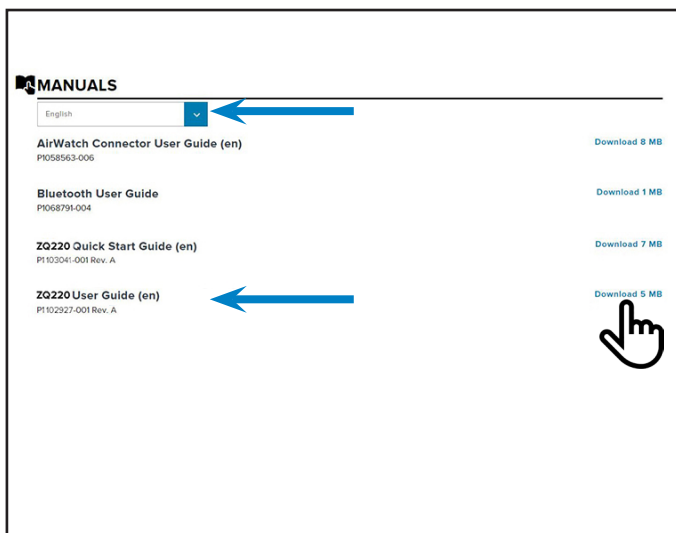 MANUALS
English
AirWatch Connector User Guide (en)
Download 8 MB
P1058563-006
Bluetooth User Guide
Download 1 MB
P1068791-004
ZQ220 Quick Start Guide (en)
Download 7 MB
P1103041-001 Rev. A
ZQ220 User Guide (en)
Download 5 MB
P1102927-001 Rev. A